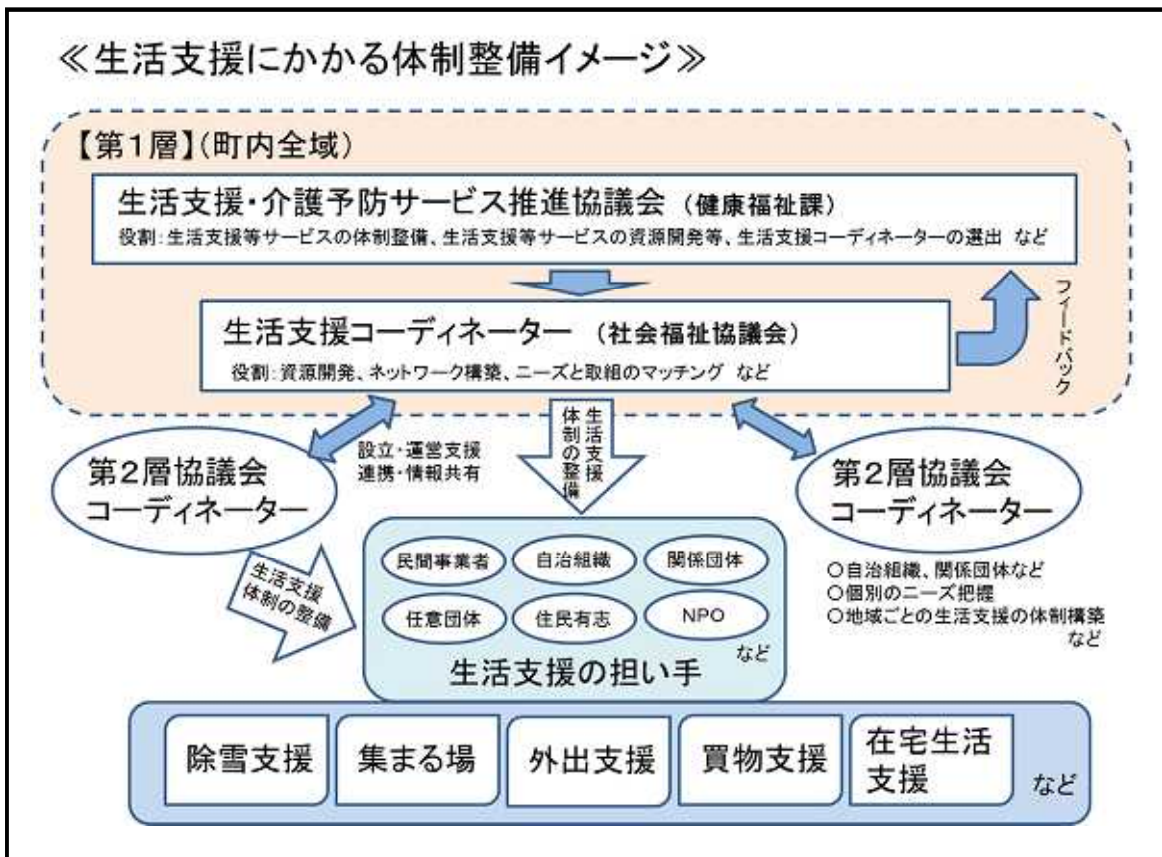 ≪生活支援にかかる体制整備イメージ≫
【第1層】(町内全域)
生活支援・介護予防サービス推進協議会 (健康福祉課)
役割:生活支援等サービスの体制整備、生活支援等サービスの資源開発等、生活支援コーディネーターの選出 など
生活支援コーディネーター (社会福祉協議会)
役割:資源開発、ネットワーク構築、ニーズと取組のマッチング など
フィードバック
第2層協議会
コーディネーター
設立・運営支援
連携・情報共有
生活支援
体制の整備
第2層協議会
コーディネーター
生活支援
体制の整備
民間事業者
自治組織
関係団体
任意団体
住民有志
NPO
など
生活支援の担い手
○自治組織、関係団体など
○個別のニーズ把握
○地域ごとの生活支援の体制構築
など
除雪支援
集まる場
外出支援
買物支援
在宅生活
支援
など